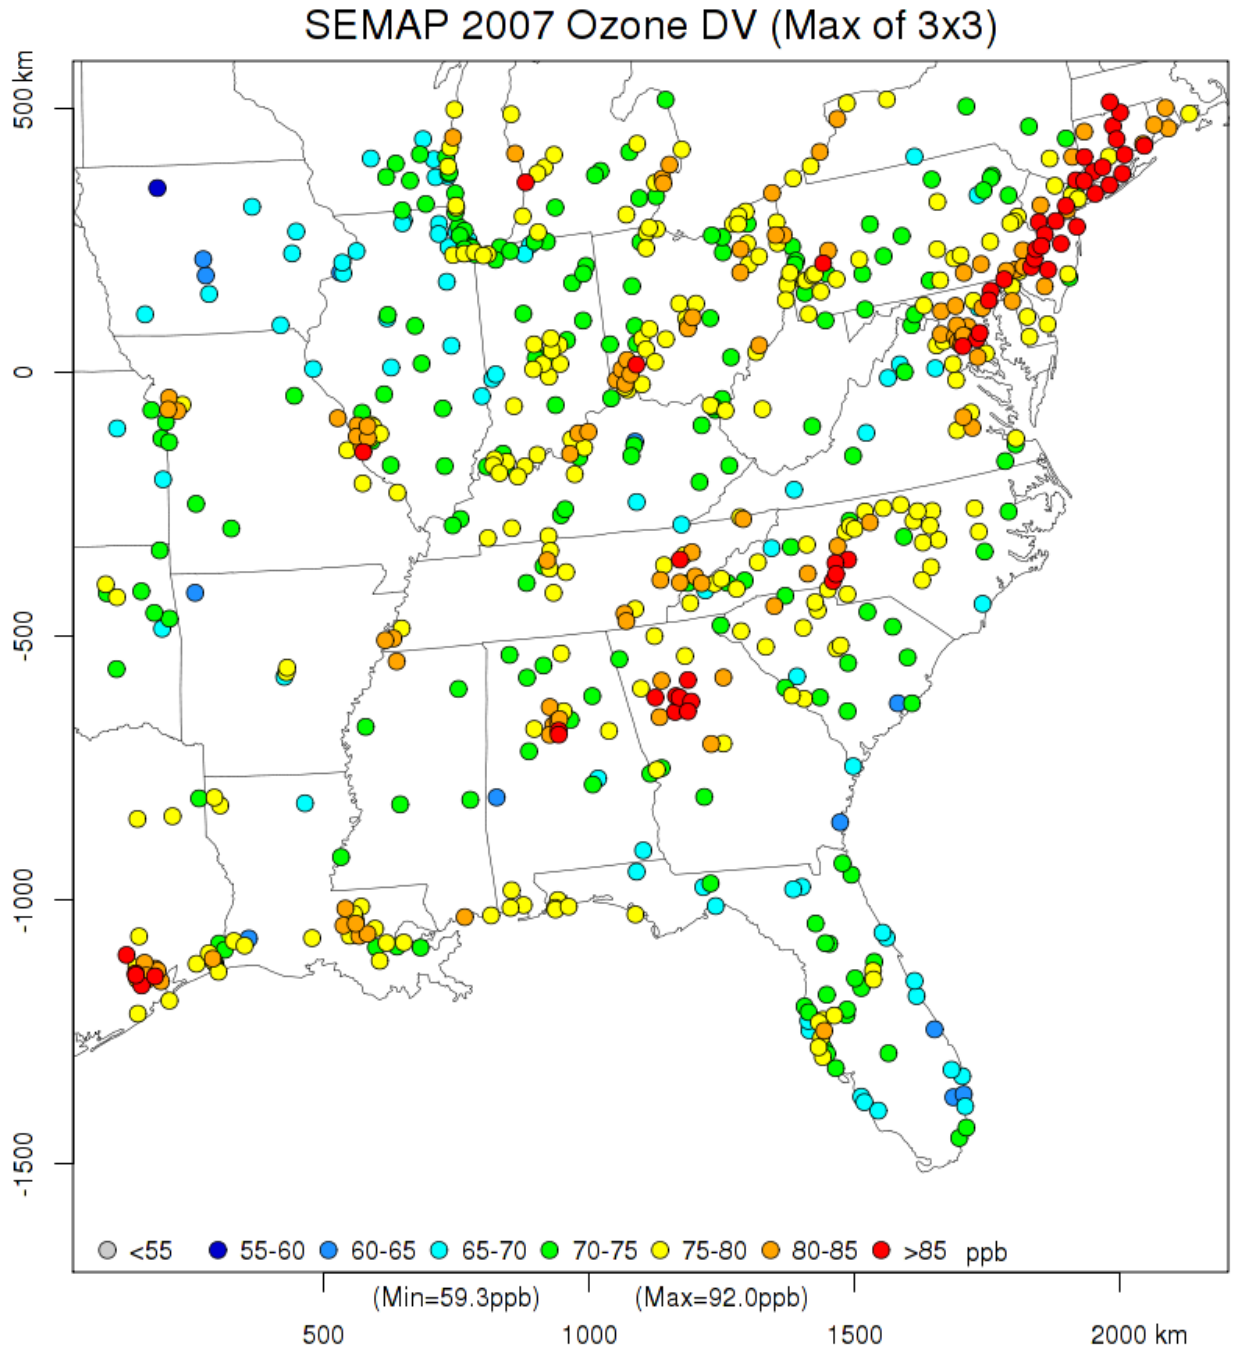 SEMAP 2007 Ozone DV (Max of 3x3)
500 km
0
-500
-1000
-1500
<55 55-60 60-65 65-70 70-75 75-80 80-85 >85 ppb
(Min=59.3ppb) (Max=92.0ppb)
500 1000 1500 2000 km